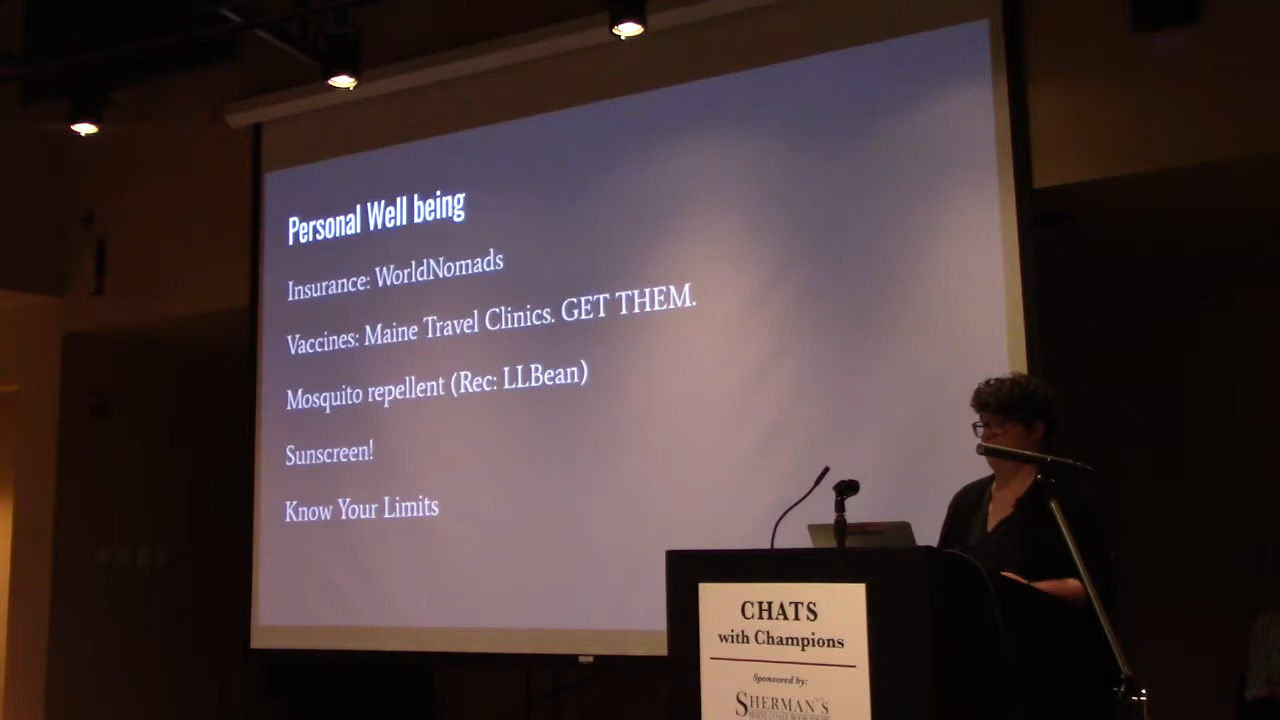 Personal Well being
Insurance: WorldNomads
Vaccines: Maine Travel Clinics. GET THEM.
Mosquito repellent (Rec: LLBean)
Sunscreen!
Know Your Limits
CHATS
with Champions
Sponsored by:
SHERMAN'S